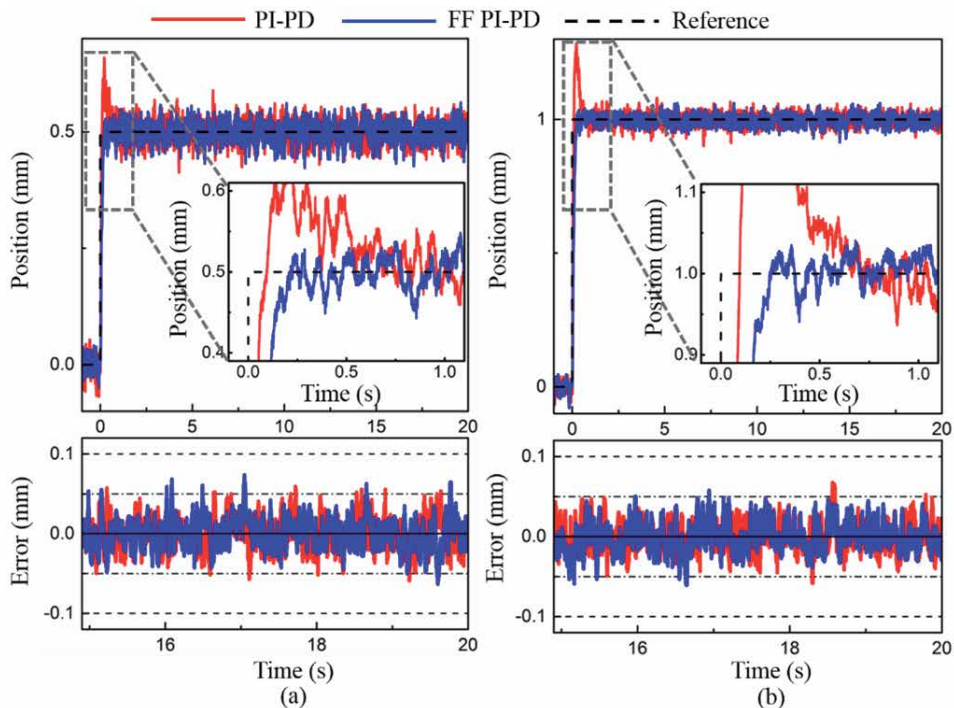 PI-PD FF PI-PD Reference
Position (mm)
0.5
0.0
0 5 10 15 20
Position (mm)
0.6
0.5
0.4
0.0 0.5 1.0
Time (s)
Error (mm)
0.1
0.0
-0.1
16 18 20
Time (s)
(a)
Position (mm)
1
0
0 5 10 15 20
Position (mm)
1.1
1.0
0.9
0.0 0.5 1.0
Time (s)
Error (mm)
0.1
0.0
-0.1
16 18 20
Time (s)
(b)